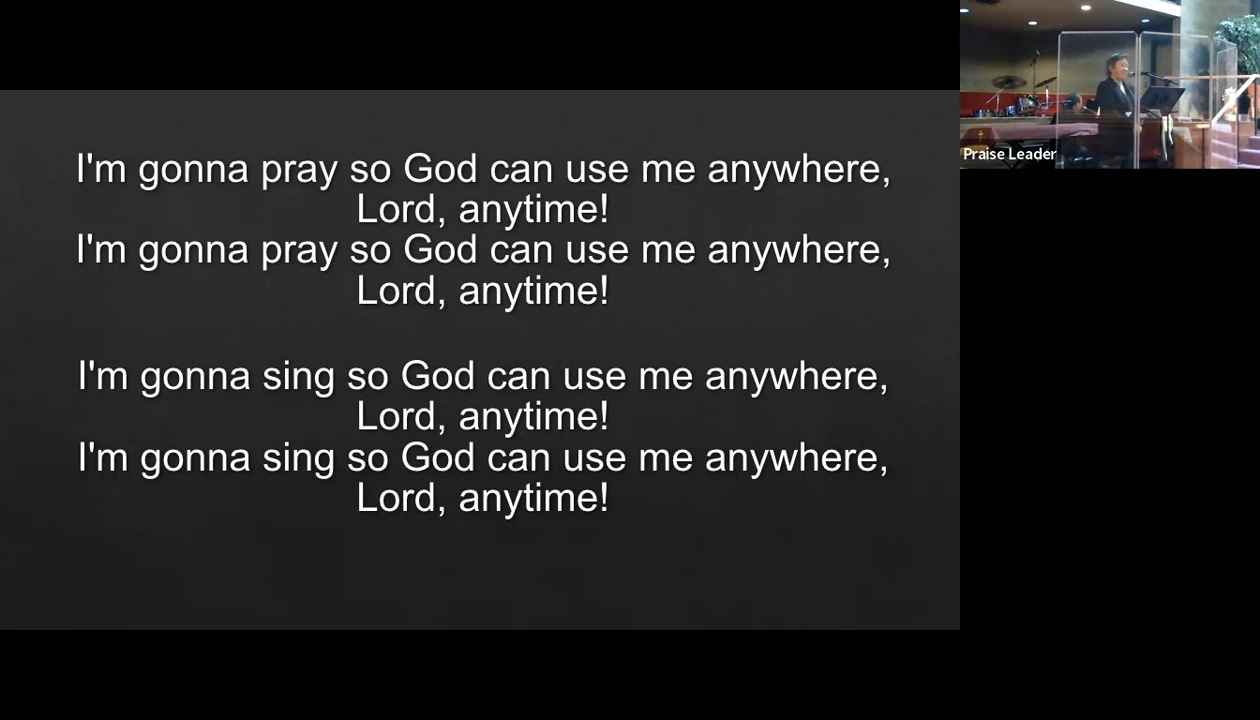 I'm gonna pray so God can use me anywhere,
Lord, anytime!
I'm gonna pray so God can use me anywhere,
Lord, anytime!
I'm gonna sing so God can use me anywhere,
Lord, anytime!
I'm gonna sing so God can use me anywhere,
Lord, anytime!
Praise Leader